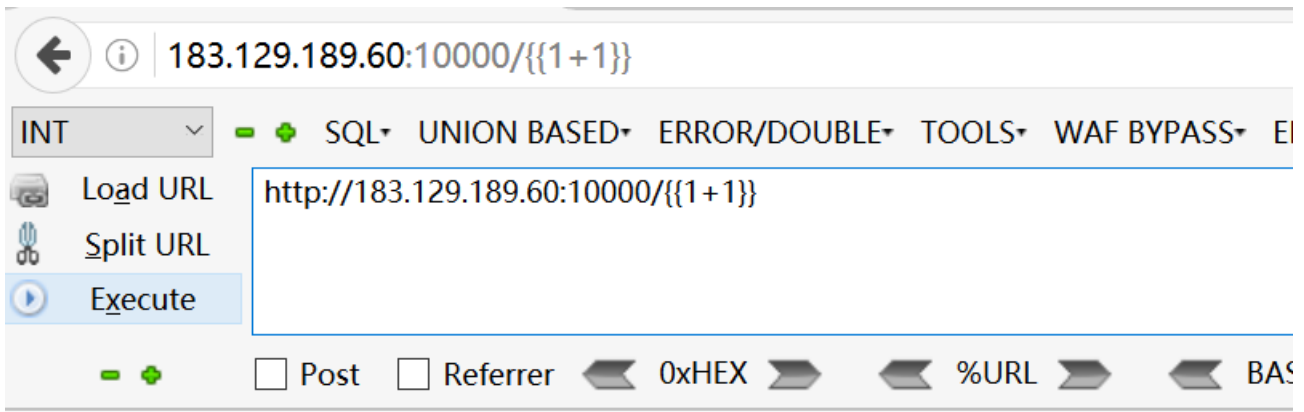 183.129.189.60:10000/{{1+1}}
INT SQL UNION BASED ERROR/DOUBLE TOOLS WAF BYPASS
Load URL http://183.129.189.60:10000/{{1+1}}
Split URL
Execute
Post Referrer 0xHEX %URL